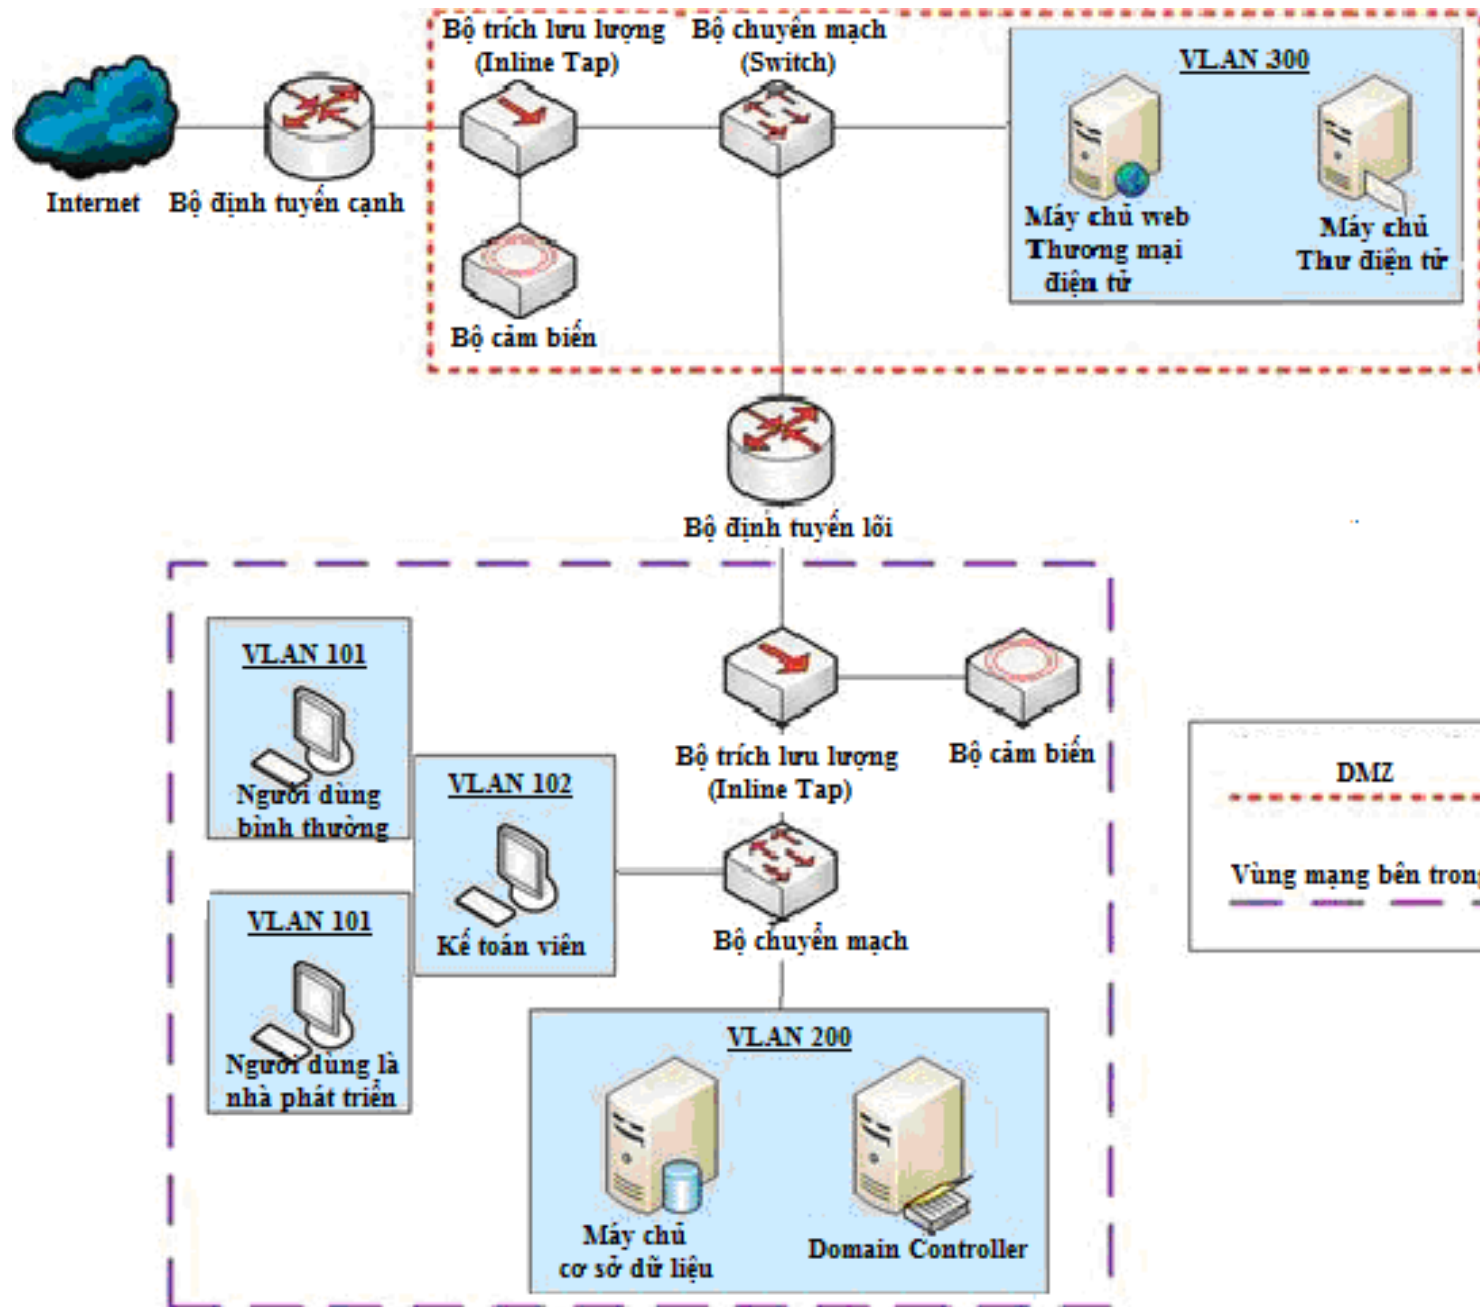 Bộ trích lưu lượng
(Inline Tap)
Bộ chuyển mạch
(Switch)
VLAN 300
Internet
Bộ định tuyến cạnh
Máy chủ web
Thương mại
điện tử
Máy chủ
Thư điện tử
Bộ cảm biến
Bộ định tuyến lõi
VLAN 101
Người dùng
bình thường
VLAN 102
Kế toán viên
VLAN 101
Người dùng là
nhà phát triển
Bộ trích lưu lượng
(Inline Tap)
Bộ cảm biến
Bộ chuyển mạch
DMZ
Vùng mạng bên trong
VLAN 200
Máy chủ
cơ sở dữ liệu
Domain Controller